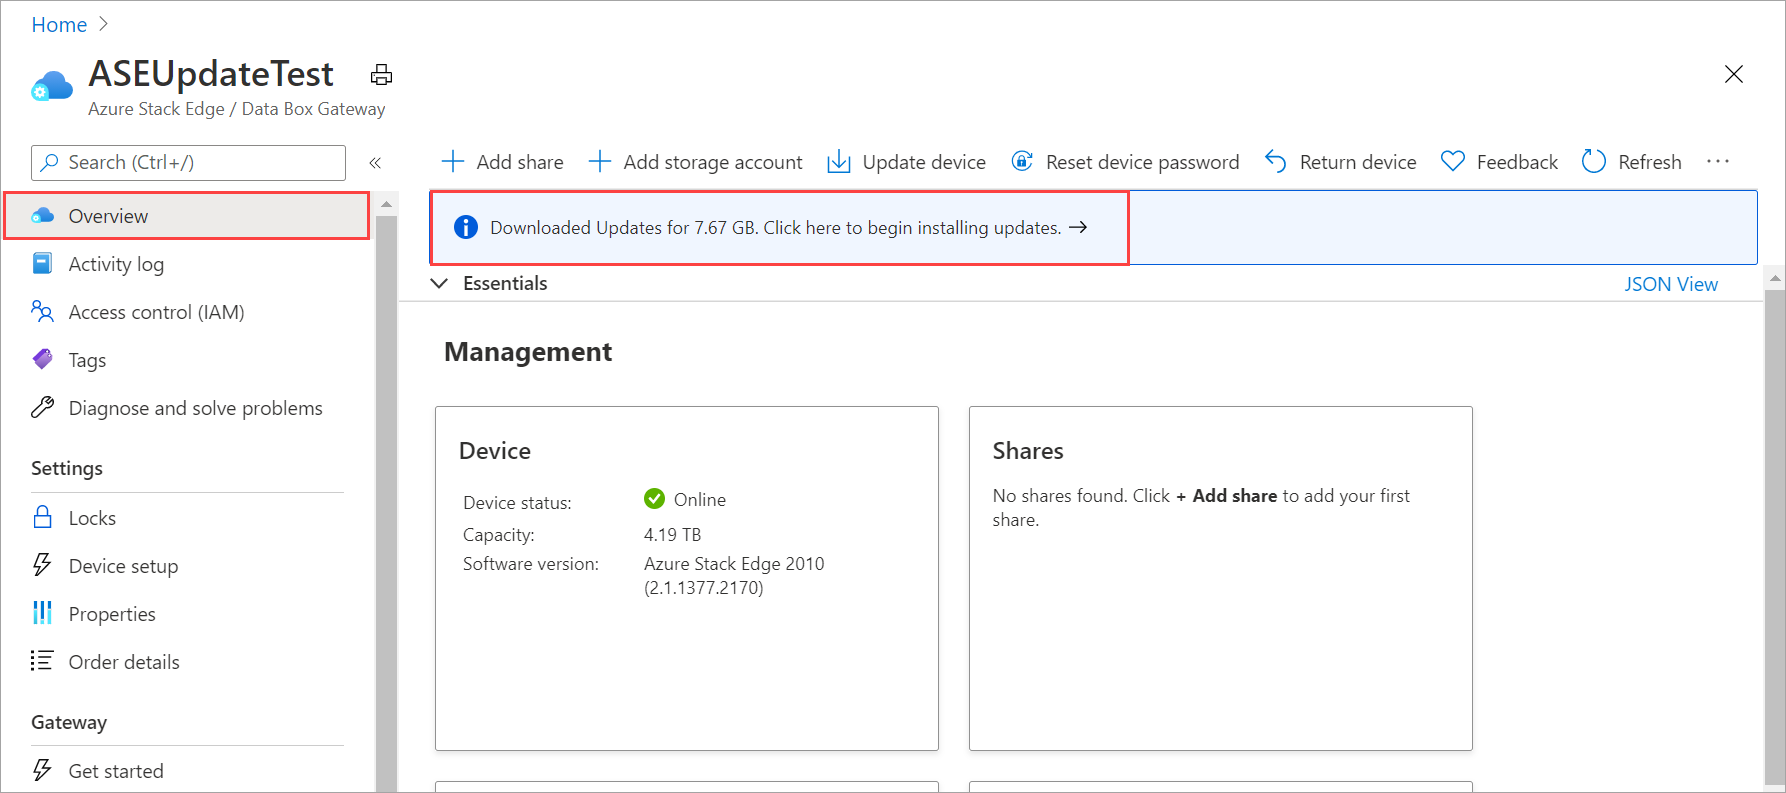 Home
ASEUpdateTest
Azure Stack Edge / Data Box Gateway
Search (Ctrl+/)
«
Overview
Activity log
Access control (IAM)
Tags
Diagnose and solve problems
Settings
Locks
Device setup
Properties
Order details
Gateway
Get started
Add share
Add storage account
Update device
Reset device password
Return device
Feedback
Refresh
Downloaded Updates for 7.67 GB. Click here to begin installing updates. →
Essentials
JSON View
Management
Device
Device status: Online
Capacity: 4.19 TB
Software version: Azure Stack Edge 2010
(2.1.1377.2170)
Shares
No shares found. Click + Add share to add your first
share.